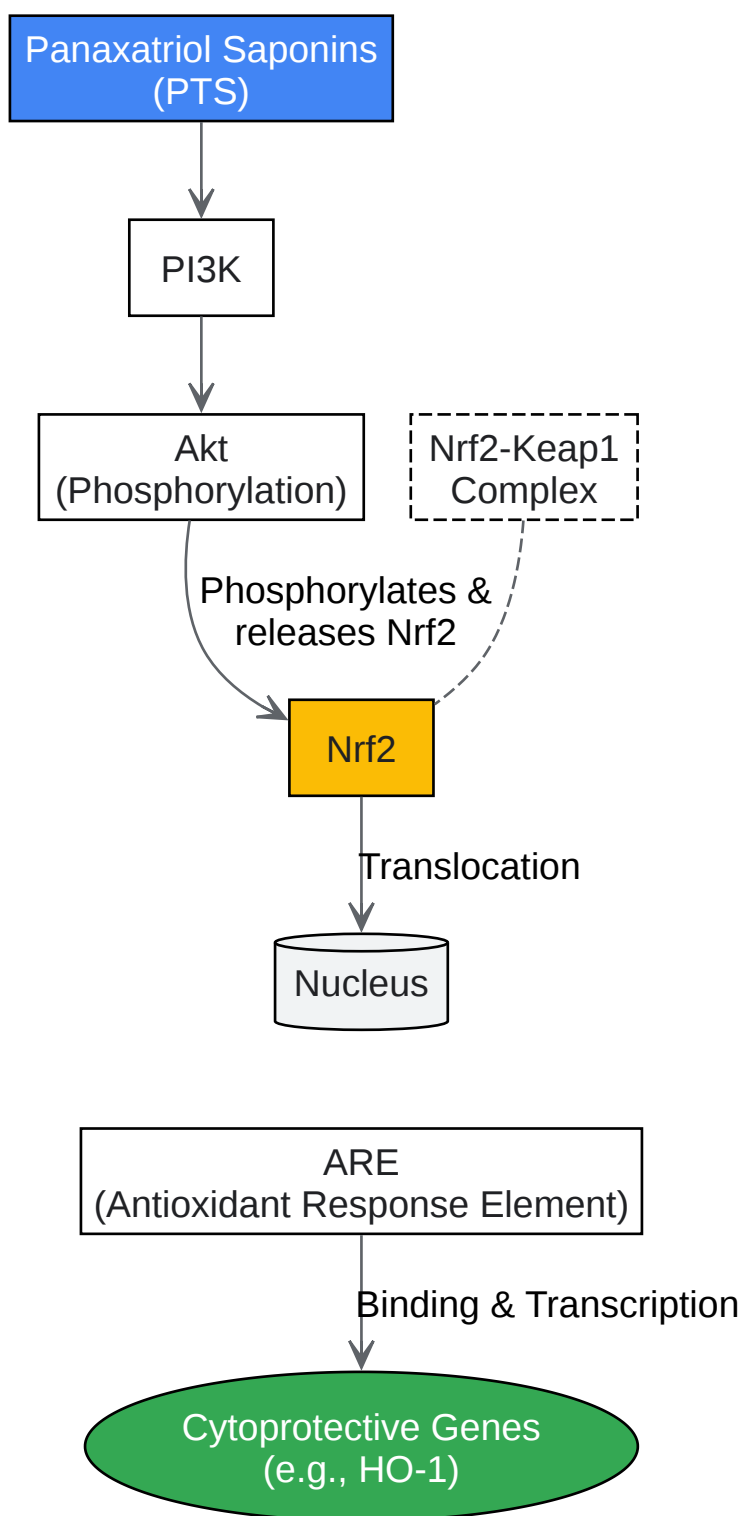 Panaxatriol Saponins
(PTS)
PI3K
Akt
(Phosphorylation)
Nrf2-Keap1
Complex
Phosphorylates &
releases Nrf2
Nrf2
Translocation
Nucleus
ARE
(Antioxidant Response Element)
Binding & Transcription
Cytoprotective Genes
(e.g., HO-1)